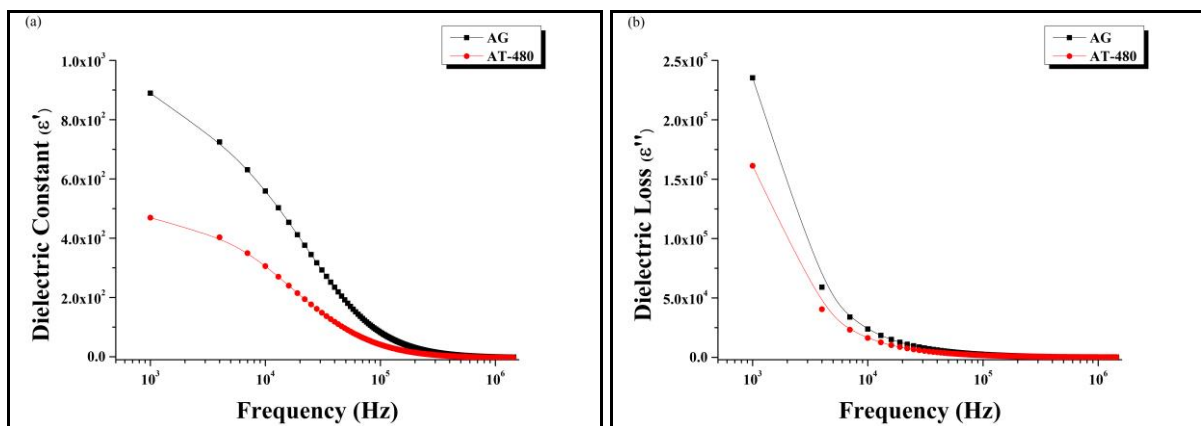 (a)
AG
AT-480
1.0x10³
8.0x10²
6.0x10²
4.0x10²
2.0x10²
0.0
Dielectric Constant (ε')
10³ 10⁴ 10⁵ 10⁶
Frequency (Hz)
(b)
AG
AT-480
2.5x10⁵
2.0x10⁵
1.5x10⁵
1.0x10⁵
5.0x10⁴
0.0
Dielectric Loss (ε'')
10³ 10⁴ 10⁵ 10⁶
Frequency (Hz)